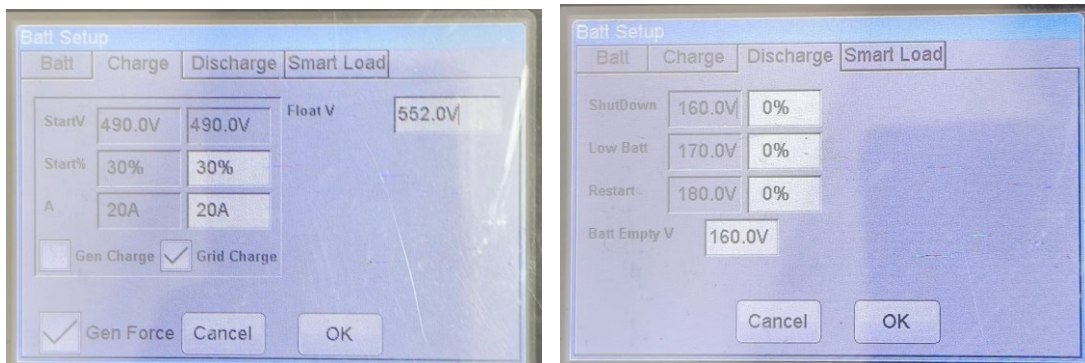 Batt Setup
Batt Charge Discharge Smart Load
StartV 490.0V 490.0V Float V 552.0V
Start% 30% 30%
A 20A 20A
Gen Charge Grid Charge
Gen Force Cancel OK
Batt Setup
Batt Charge Discharge Smart Load
ShutDown 160.0V 0%
Low Batt 170.0V 0%
Restart 180.0V 0%
Batt Empty V 160.0V
Cancel OK